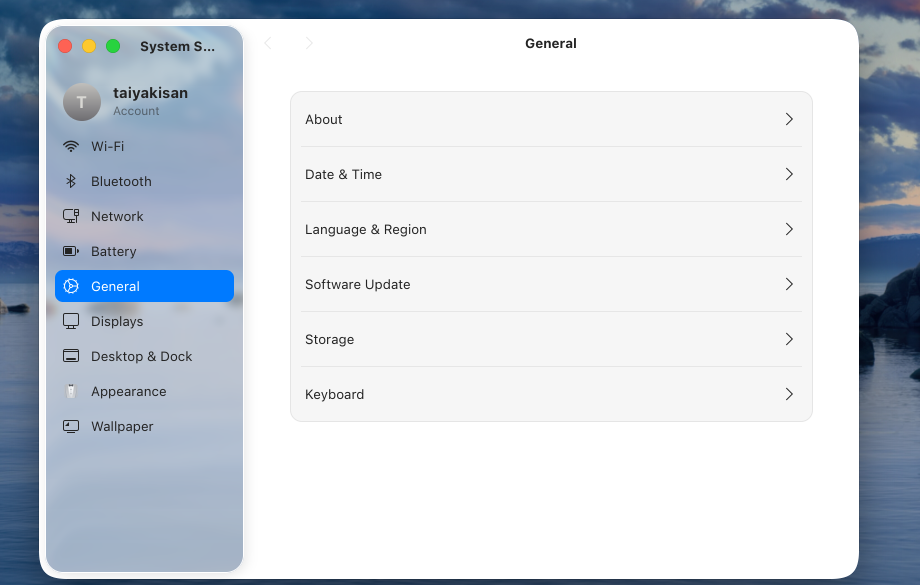 System S...
General
T
taiyakisan
Account
Wi-Fi
Bluetooth
Network
Battery
General
Displays
Desktop & Dock
Appearance
Wallpaper
About
Date & Time
Language & Region
Software Update
Storage
Keyboard